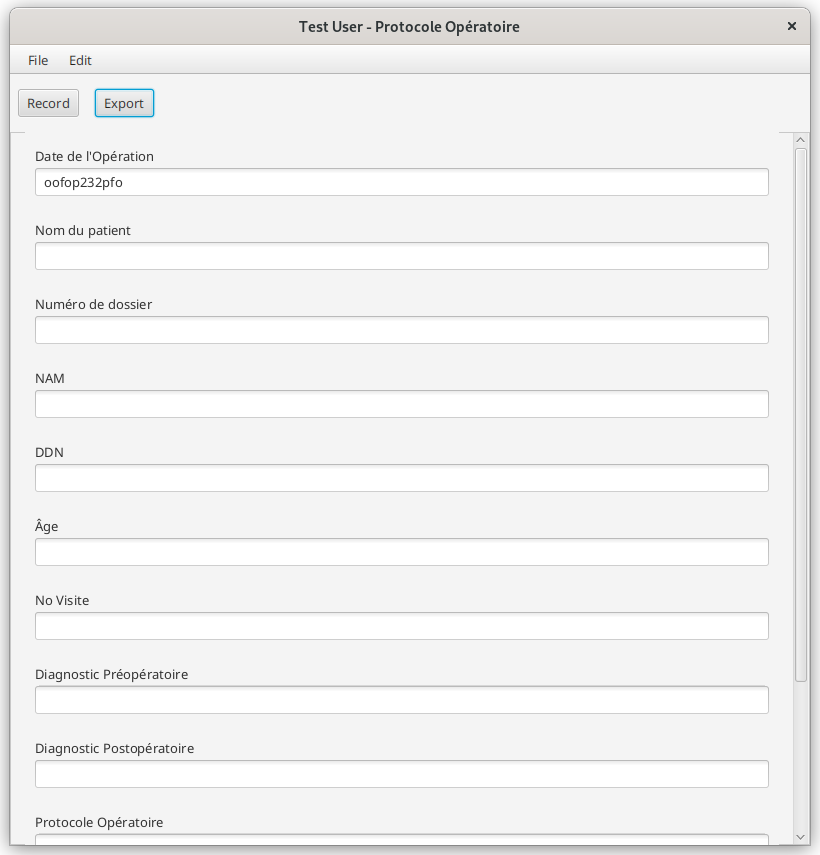 Test User - Protocole Opératoire
File Edit
Record Export
Date de l'Opération
oofop232pfo
Nom du patient
Numéro de dossier
NAM
DDN
Âge
No Visite
Diagnostic Préopératoire
Diagnostic Postopératoire
Protocole Opératoire